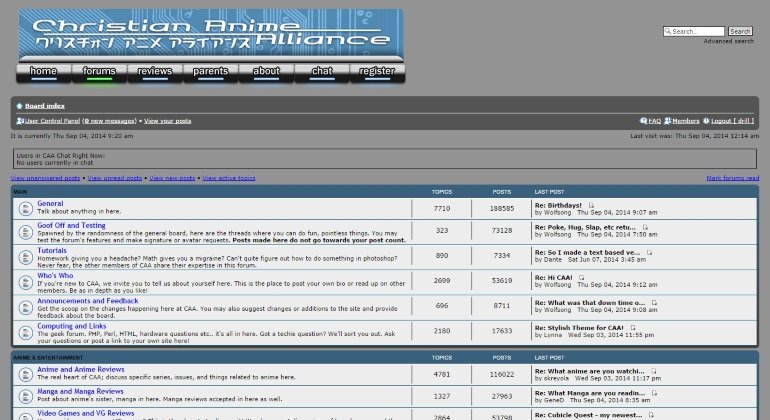 Christian Anime
クリスチャン アニメ アライアンス Alliance
Search... Search
Advanced search
home forums reviews parents about chat register
Board index
User Control Panel (0 new messages) • View your posts FAQ Members Logout [ drill ]
It is currently Thu Sep 04, 2014 9:20 am Last visit was: Thu Sep 04, 2014 12:14 am
Users in CAA Chat Right Now:
No users currently in chat
View unanswered posts • View unread posts • View new posts • View active topics Mark forums read
MAIN TOPICS POSTS LAST POST
General
Talk about anything in here.
7710 188585
Re: Birthdays!
by Wolfsong Thu Sep 04, 2014 9:07 am
Goof Off and Testing
Spawned by the randomness of the general board, here are the threads where you can do fun, pointless things. You may
test the forum's features and make signature or avatar requests. Posts made here do not go towards your post count.
323 73128
Re: Poke, Hug, Slap, etc retu...
by Wolfsong Thu Sep 04, 2014 7:50 am
Tutorials
Homework giving you a headache? Math gives you a migraine? Can't quite figure out how to do something in photoshop?
Never fear, the other members of CAA share their expertise in this forum.
890 7334
Re: So I made a text based ve...
by Dante Sat Jun 07, 2014 3:45 am
Who's Who
If you're new to CAA, we invite you to tell us about yourself here. This is the place to post your own bio or read up on other
members. Be as in depth as you like!
2699 53619
Re: Hi CAA!
by Wolfsong Thu Sep 04, 2014 9:12 am
Announcements and Feedback
Get the scoop on the changes happening here at CAA. You may also suggest changes or additions to the site and provide
feedback about the board.
696 8711
Re: What was that down time o...
by Wolfsong Thu Sep 04, 2014 9:08 am
Computing and Links
The geek forum. PHP, Perl, HTML, hardware questions etc.. it's all in here. Got a techie question? We'll sort you out. Ask
your questions or post a link to your own site here!
2180 17633
Re: Stylish Theme for CAA!
by Lynna Wed Sep 03, 2014 11:55 pm
ANIME & ENTERTAINMENT TOPICS POSTS LAST POST
Anime and Anime Reviews
The real heart of CAA; discuss specific series, issues, and things related to anime here.
4781 116022
Re: What anime are you watchi...
by skreyola Wed Sep 03, 2014 11:17 pm
Manga and Manga Reviews
Post about anime's sister, manga in here. Manga reviews accepted in here as well.
1327 27963
Re: What Manga are you readin...
by GeneD Thu Sep 04, 2014 8:35 am
Video Games and VG Reviews
2864 53798
Re: Cubicle Quest - my newest...